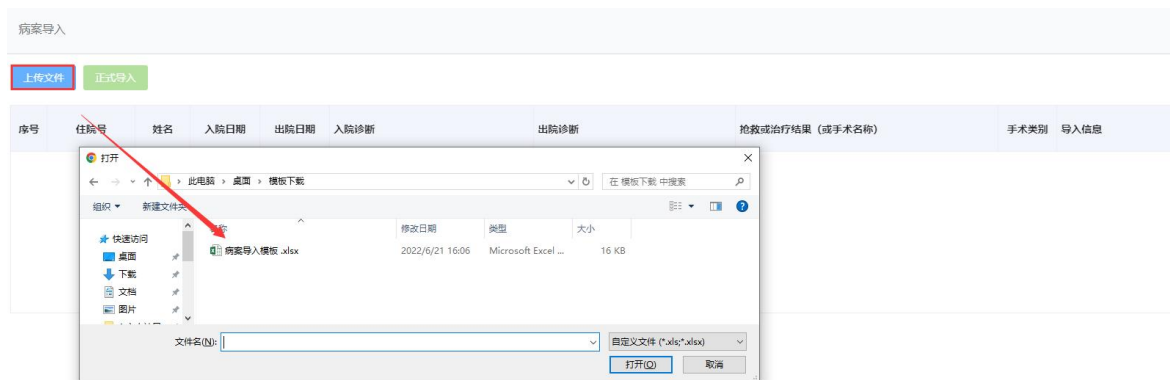 病案导入
上传文件 正式导入
序号 住院号 姓名 入院日期 出院日期 入院诊断 出院诊断 抢救或治疗结果（或手术名称） 手术类别 导入信息
打开
此电脑 › 桌面 › 模板下载 在 模板下载 中搜索
组织 新建文件夹
修改日期 类型 大小
快速访问
病案导入模板 .xlsx 2022/6/21 16:06 Microsoft Excel ... 16 KB
桌面
下载
文档
图片
文件名(N): 自定义文件 (*.xls;*.xlsx)
打开(O) 取消